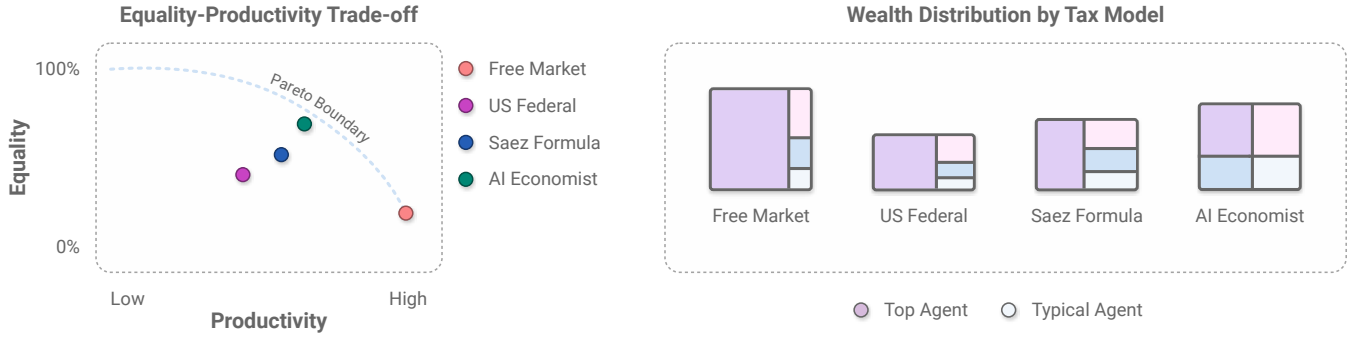 Equality-Productivity Trade-off
100%
0%
Equality
Pareto Boundary
Low
High
Productivity
Free Market
US Federal
Saez Formula
AI Economist
Wealth Distribution by Tax Model
Free Market
US Federal
Saez Formula
AI Economist
Top Agent
Typical Agent